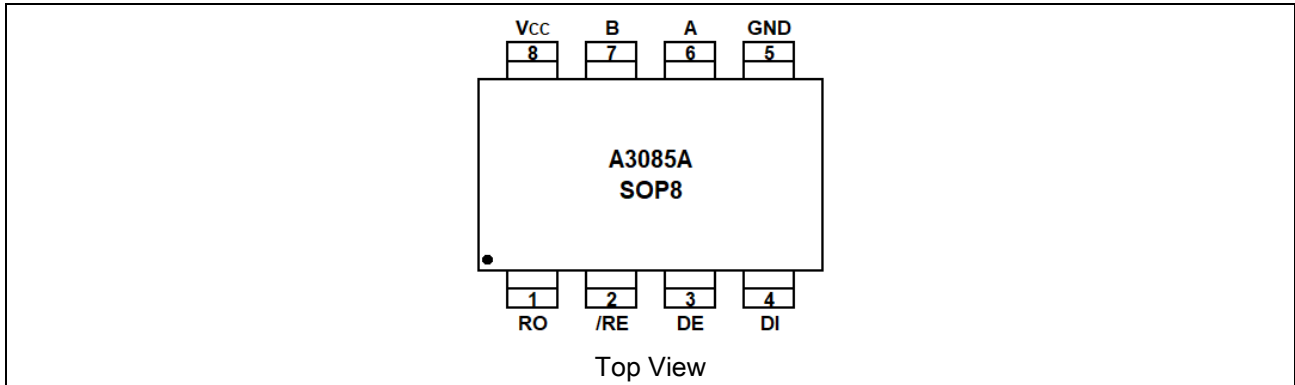 VCC B A GND
8 7 6 5
A3085A
SOP8
1 2 3 4
RO /RE DE DI
Top View